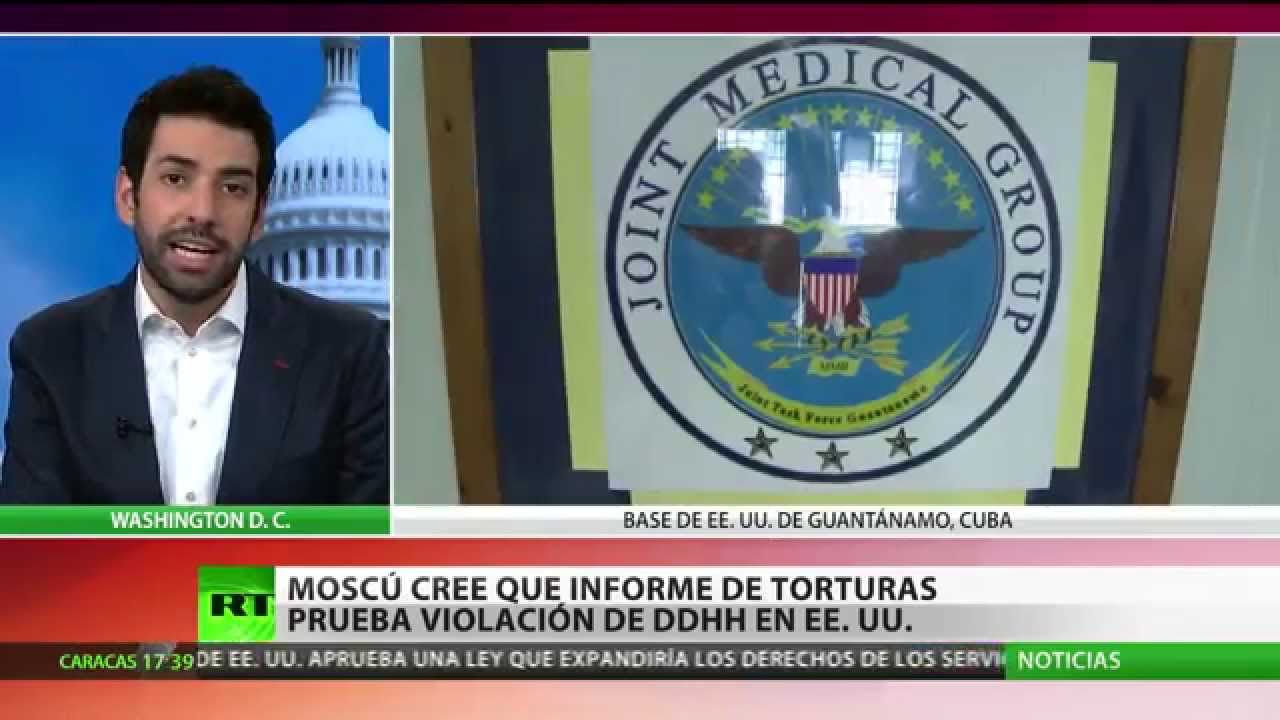 JOINT MEDICAL GROUP
Joint Task Force Guantanamo
WASHINGTON D. C.
BASE DE EE. UU. DE GUANTÁNAMO, CUBA
RT
MOSCÚ CREE QUE INFORME DE TORTURAS
PRUEBA VIOLACIÓN DE DDHH EN EE. UU.
CARACAS 17:39
DE EE. UU. APRUEBA UNA LEY QUE EXPANDIRÍA LOS DERECHOS DE LOS SERVIC
NOTICIAS